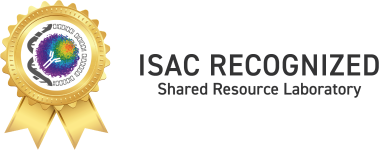 ISAC RECOGNIZED
Shared Resource Laboratory